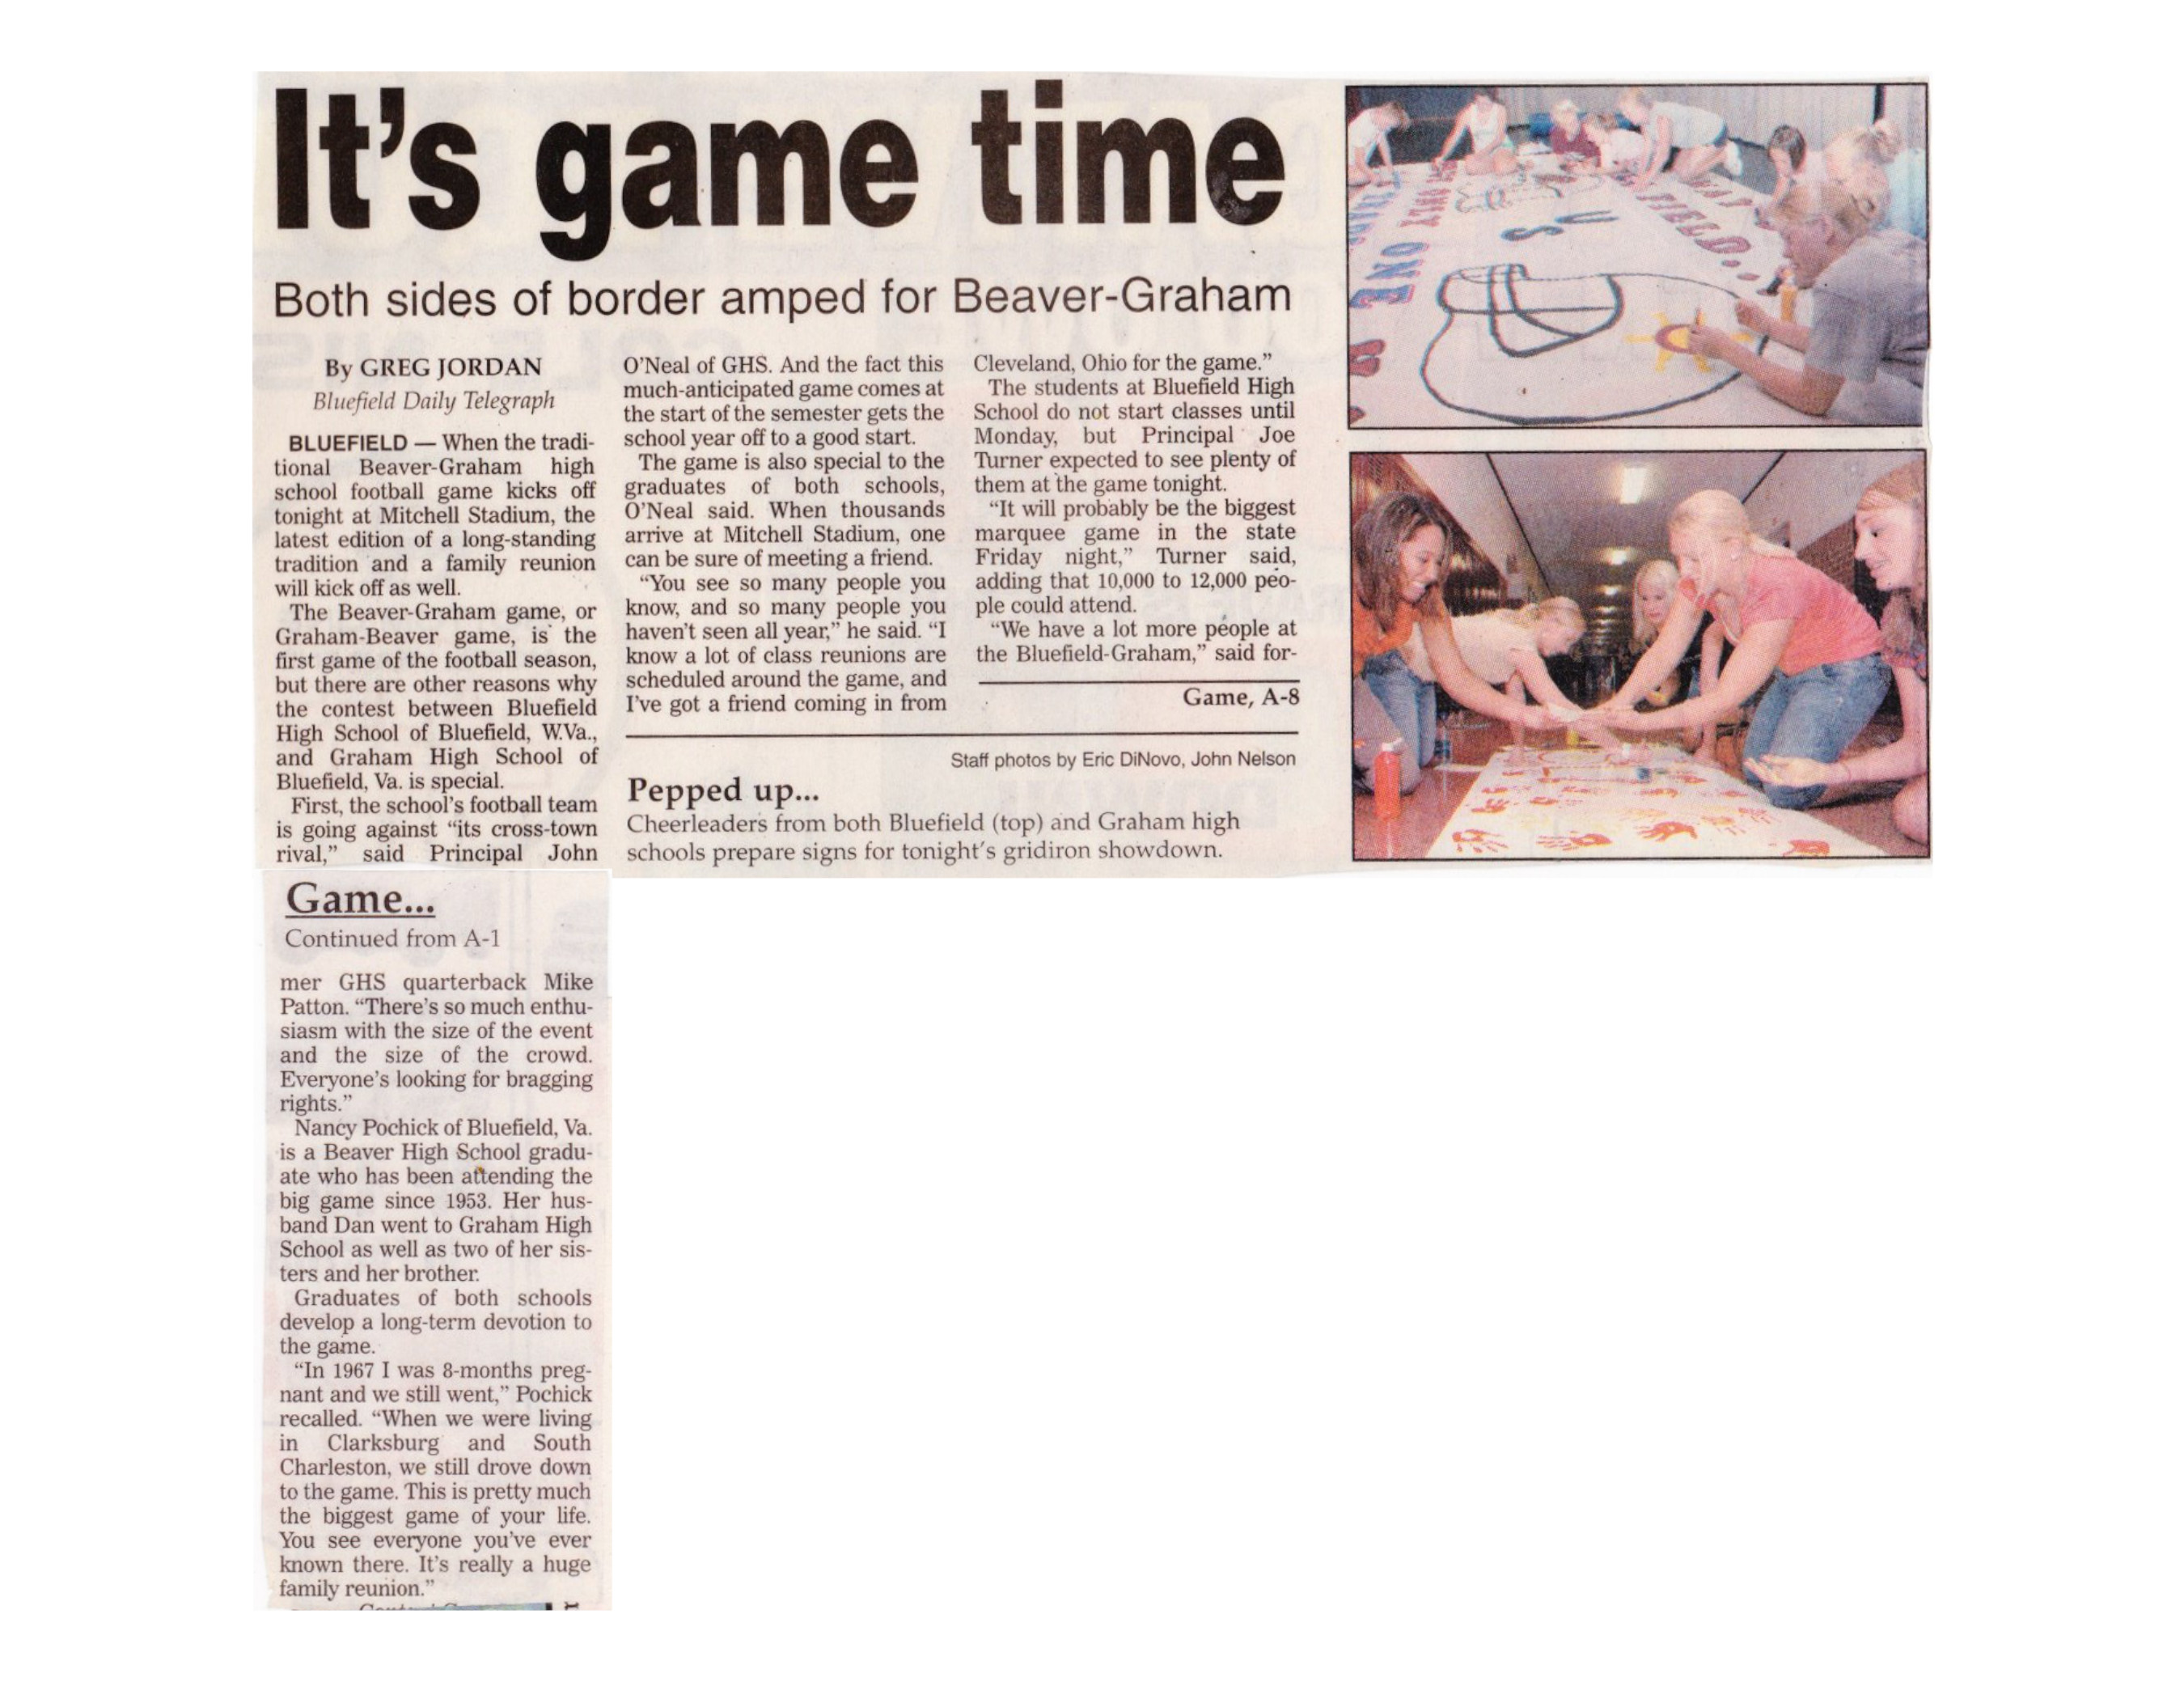 It's game time
Both sides of border amped for Beaver-Graham
By GREG JORDAN
Bluefield Daily Telegraph
BLUEFIELD — When the tradi-
tional Beaver-Graham high
school football game kicks off
tonight at Mitchell Stadium, the
latest edition of a long-standing
tradition and a family reunion
will kick off as well.
The Beaver-Graham game, or
Graham-Beaver game, is the
first game of the football season,
but there are other reasons why
the contest between Bluefield
High School of Bluefield, W.Va.,
and Graham High School of
Bluefield, Va. is special.
First, the school's football team
is going against “its cross-town
rival,” said Principal John
O'Neal of GHS. And the fact this
much-anticipated game comes at
the start of the semester gets the
school year off to a good start.
The game is also special to the
graduates of both schools,
O'Neal said. When thousands
arrive at Mitchell Stadium, one
can be sure of meeting a friend.
“You see so many people you
know, and so many people you
haven't seen all year,” he said. “I
know a lot of class reunions are
scheduled around the game, and
I've got a friend coming in from
Cleveland, Ohio for the game.”
The students at Bluefield High
School do not start classes until
Monday, but Principal Joe
Turner expected to see plenty of
them at the game tonight.
“It will probably be the biggest
marquee game in the state
Friday night,” Turner said,
adding that 10,000 to 12,000 peo-
ple could attend.
“We have a lot more people at
the Bluefield-Graham,” said for-
Game, A-8
Staff photos by Eric DiNovo, John Nelson
Pepped up...
Cheerleaders from both Bluefield (top) and Graham high
schools prepare signs for tonight's gridiron showdown.
ONE
ONLY
US
WAY
FIELD..
Game...
Continued from A-1
mer GHS quarterback Mike
Patton. “There's so much enthu-
siasm with the size of the event
and the size of the crowd.
Everyone's looking for bragging
rights.”
Nancy Pochick of Bluefield, Va.
is a Beaver High School gradu-
ate who has been attending the
big game since 1953. Her hus-
band Dan went to Graham High
School as well as two of her sis-
ters and her brother.
Graduates of both schools
develop a long-term devotion to
the game.
“In 1967 I was 8-months preg-
nant and we still went,” Pochick
recalled. “When we were living
in Clarksburg and South
Charleston, we still drove down
to the game. This is pretty much
the biggest game of your life.
You see everyone you've ever
known there. It's really a huge
family reunion.”